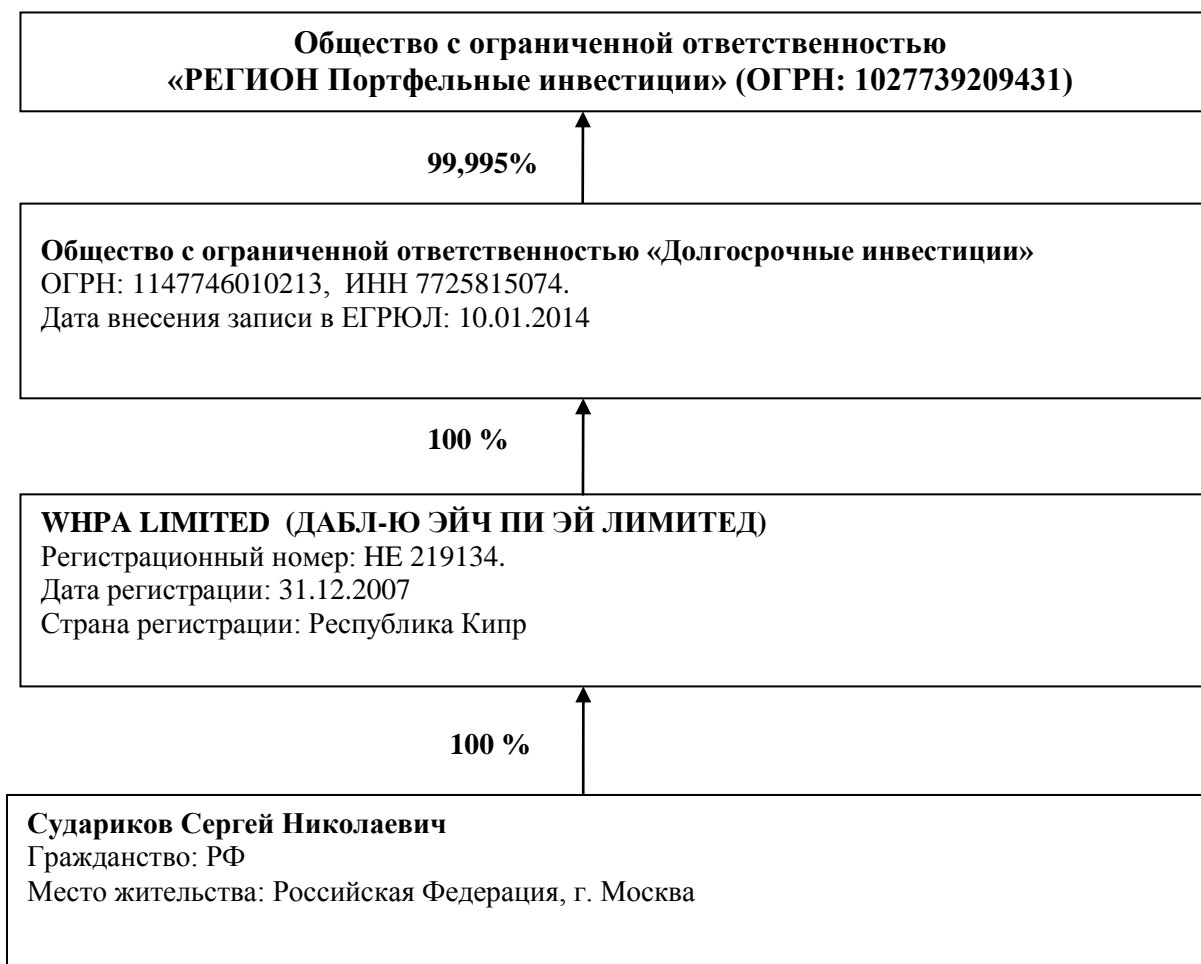 Общество с ограниченной ответственностью
«РЕГИОН Портфельные инвестиции» (ОГРН: 1027739209431)
99,995%
Общество с ограниченной ответственностью «Долгосрочные инвестиции»
ОГРН: 1147746010213, ИНН 7725815074.
Дата внесения записи в ЕГРЮЛ: 10.01.2014
100 %
WHPA LIMITED (ДАБЛ-Ю ЭЙЧ ПИ ЭЙ ЛИМИТЕД)
Регистрационный номер: HE 219134.
Дата регистрации: 31.12.2007
Страна регистрации: Республика Кипр
100 %
Судариков Сергей Николаевич
Гражданство: РФ
Место жительства: Российская Федерация, г. Москва